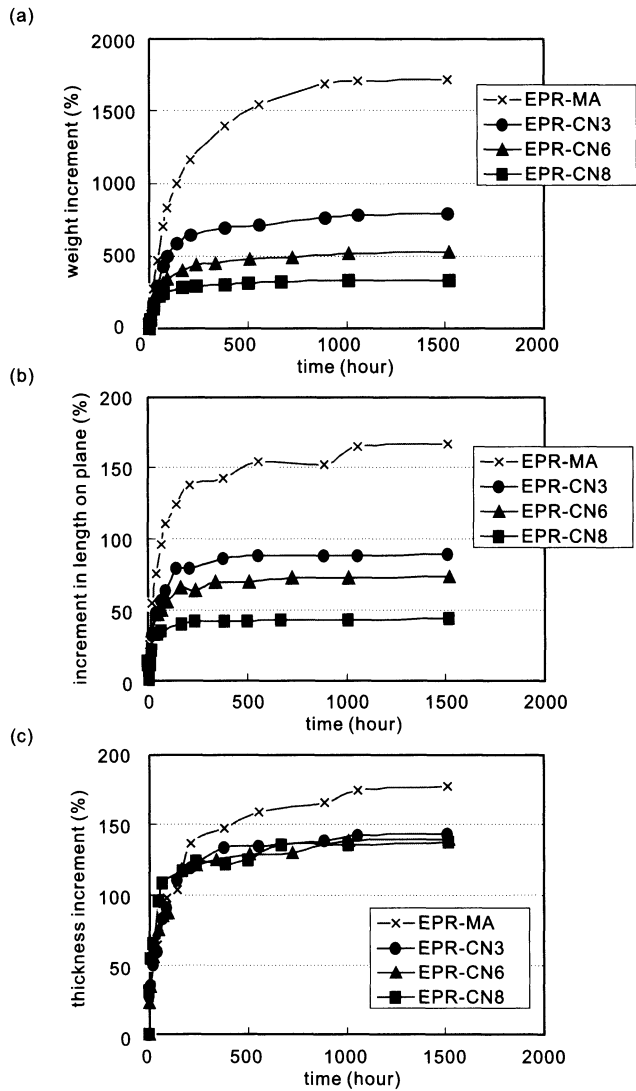 (a)
2000
1500
1000
500
0
weight increment (%)
0 500 1000 1500 2000
time (hour)
EPR-MA
EPR-CN3
EPR-CN6
EPR-CN8
(b)
200
150
100
50
0
increment in length on plane (%)
0 500 1000 1500 2000
time (hour)
EPR-MA
EPR-CN3
EPR-CN6
EPR-CN8
(c)
200
150
100
50
0
thickness increment (%)
0 500 1000 1500 2000
time (hour)
EPR-MA
EPR-CN3
EPR-CN6
EPR-CN8